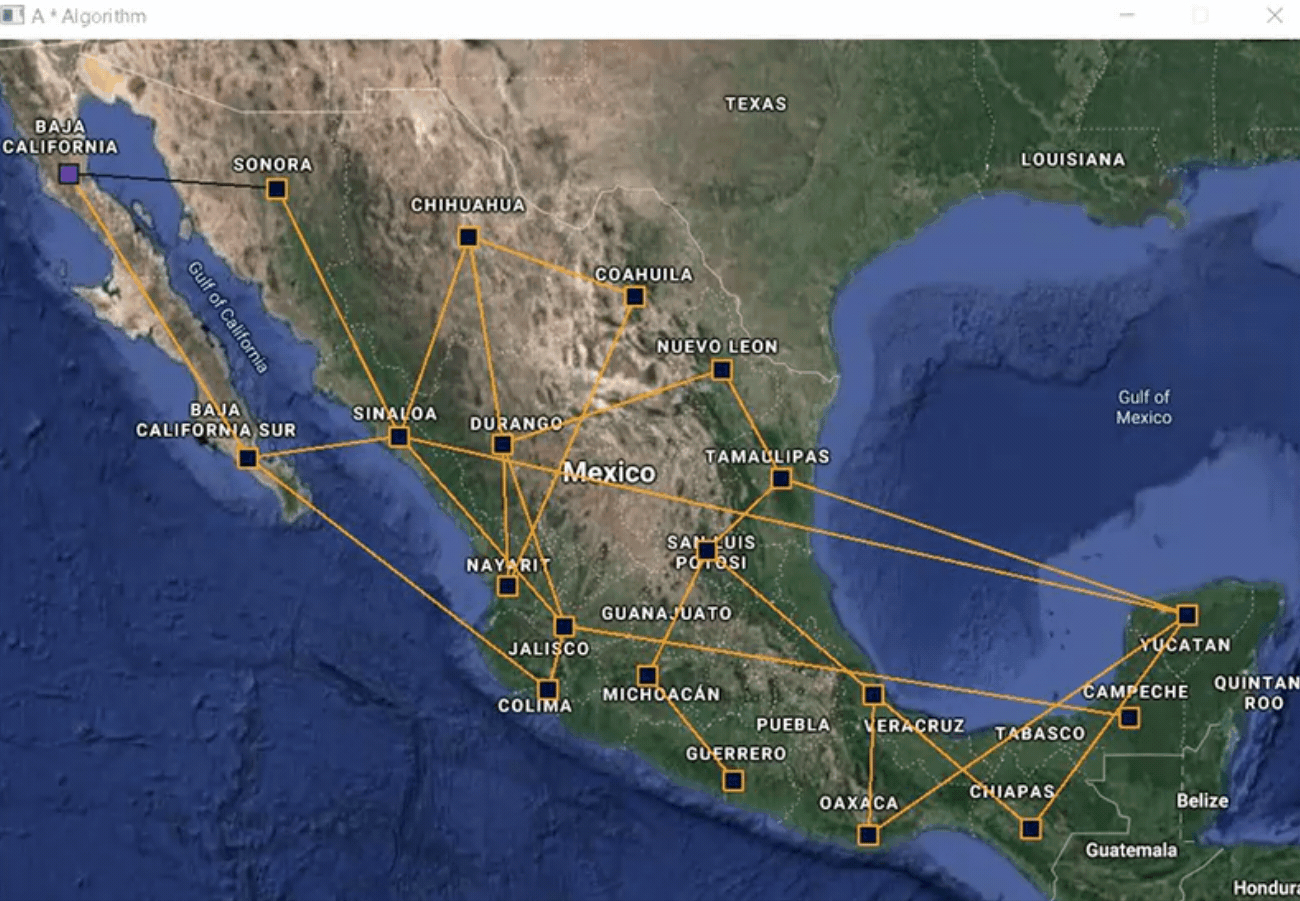 A * Algorithm
TEXAS
BAJA
CALIFORNIA
LOUISIANA
SONORA
CHIHUAHUA
COAHUILA
Gulf of California
NUEVO LEON
Gulf of
Mexico
BAJA
CALIFORNIA SUR
SINALOA
DURANGO
TAMAULIPAS
Mexico
SAN LUIS
POTOSI
NAYARIT
GUANAJUATO
JALISCO
YUCATAN
COLIMA
MICHOACÁN
CAMPECHE
QUINTAN
ROO
PUEBLA
VERACRUZ
TABASCO
GUERRERO
OAXACA
CHIAPAS
Belize
Guatemala
Hondura